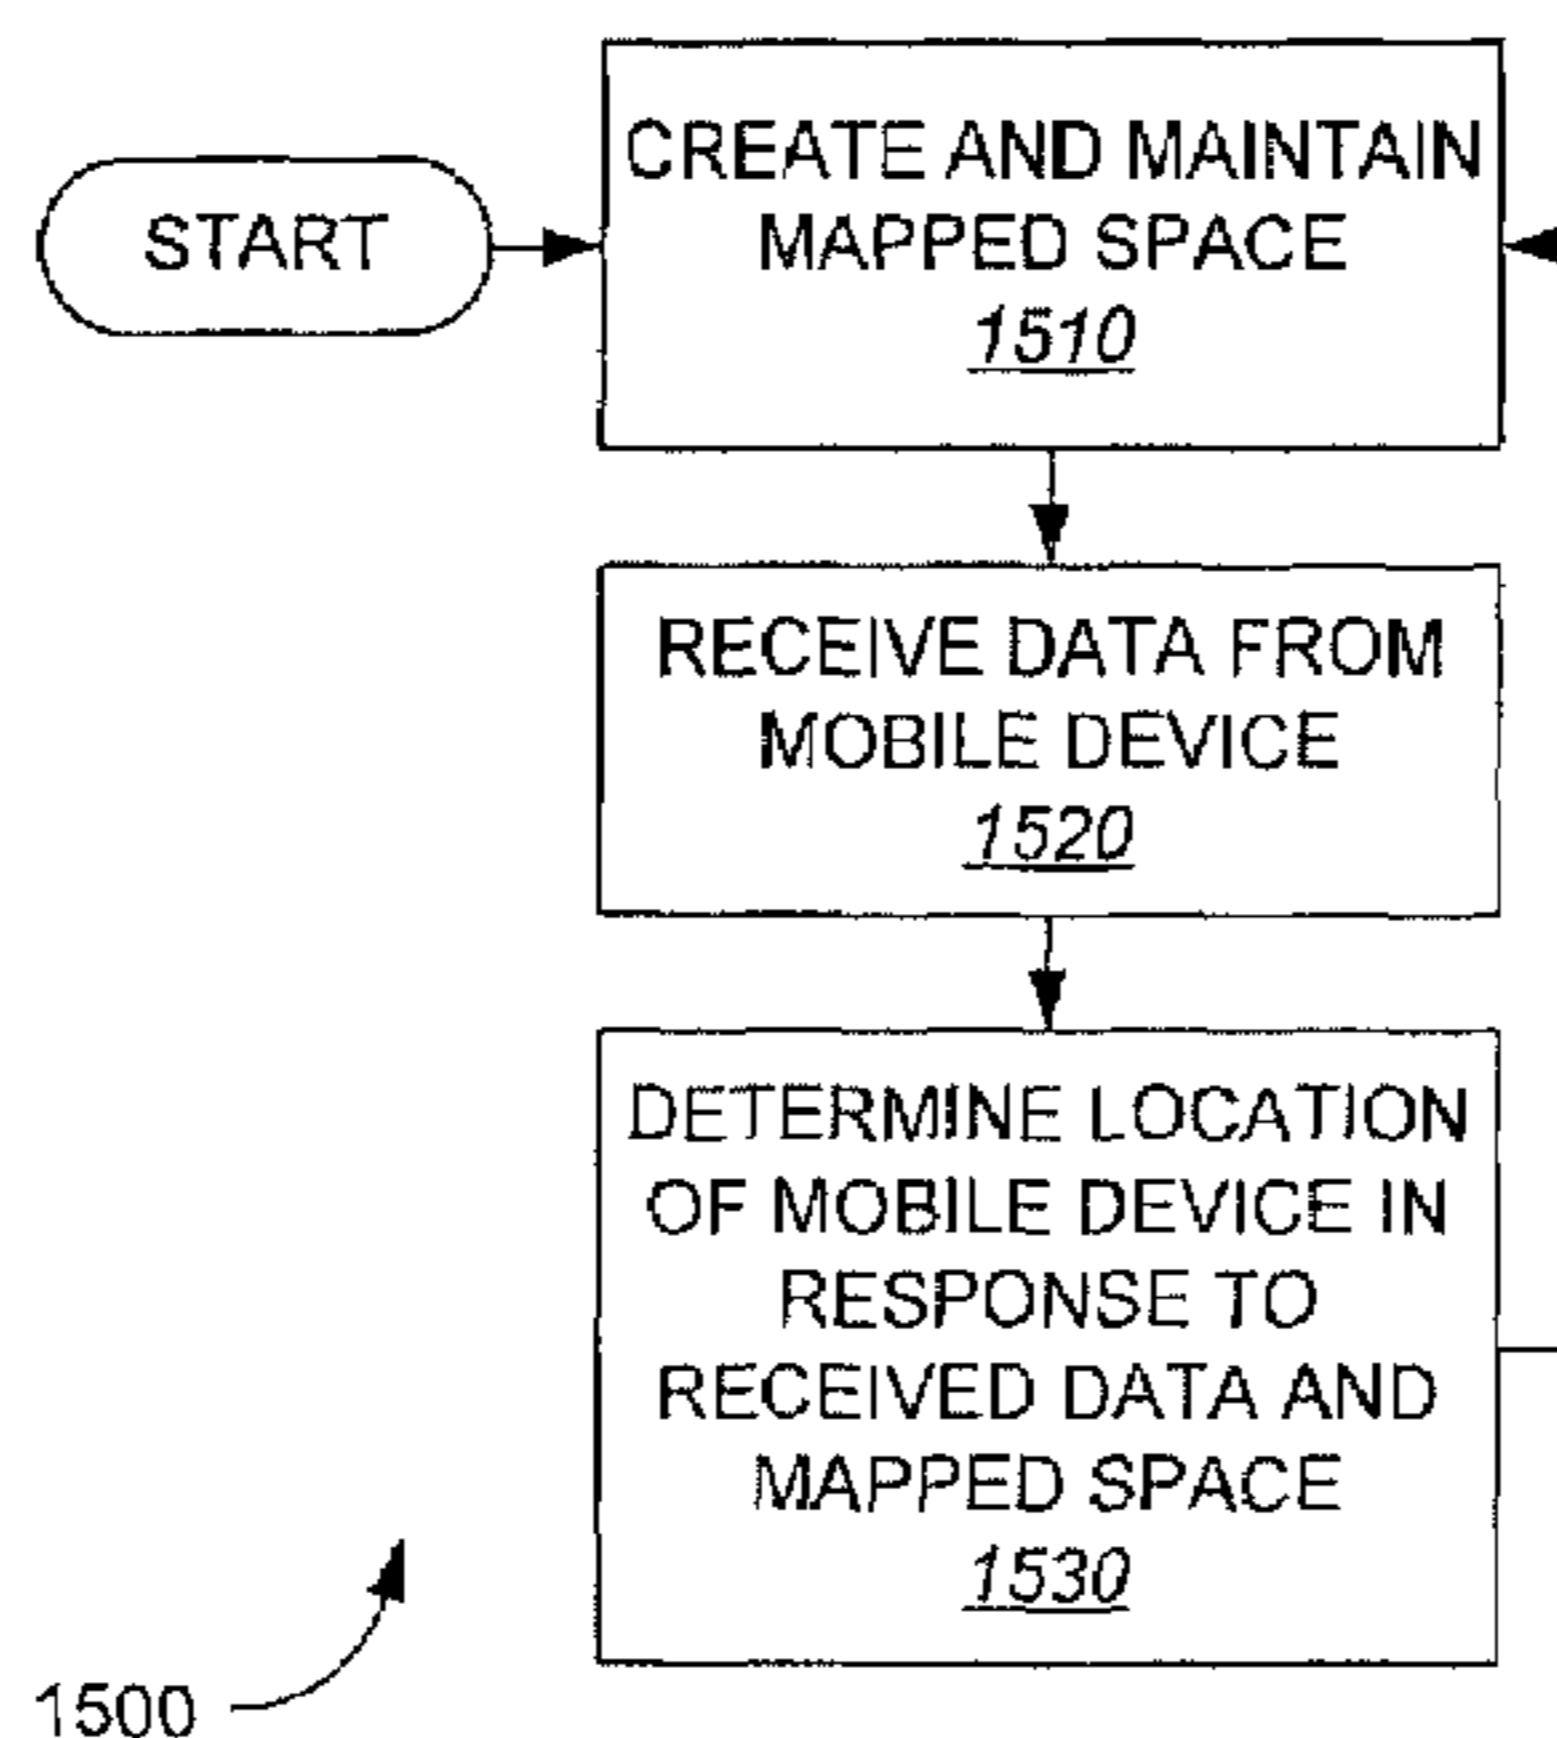 START
CREATE AND MAINTAIN
MAPPED SPACE
1510
RECEIVE DATA FROM
MOBILE DEVICE
1520
DETERMINE LOCATION
OF MOBILE DEVICE IN
RESPONSE TO
RECEIVED DATA AND
MAPPED SPACE
1530
1500